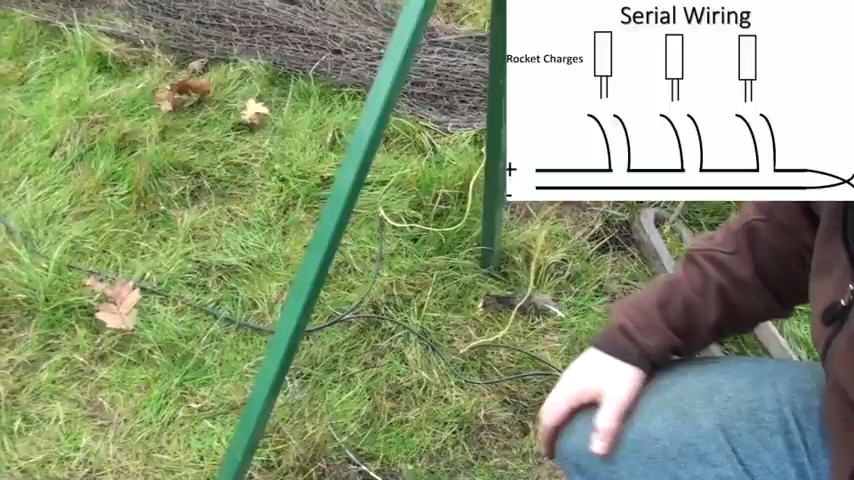 Serial Wiring
Rocket Charges
+
-